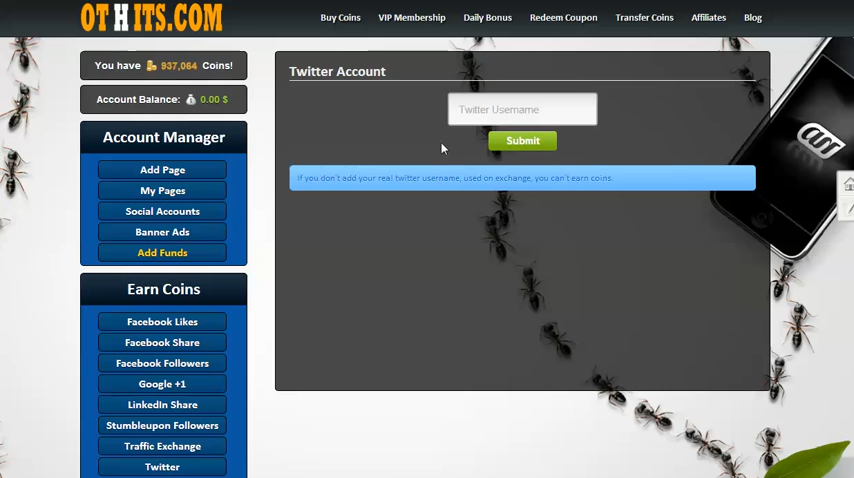 OT HITS.COM
Buy Coins
VIP Membership
Daily Bonus
Redeem Coupon
Transfer Coins
Affiliates
Blog
You have 937,064 Coins!
Account Balance: 0.00 $
Account Manager
Add Page
My Pages
Social Accounts
Banner Ads
Add Funds
Earn Coins
Facebook Likes
Facebook Share
Facebook Followers
Google +1
LinkedIn Share
Stumbleupon Followers
Traffic Exchange
Twitter
Twitter Account
Twitter Username
Submit
If you don't add your real twitter username, used on exchange, you can't earn coins.